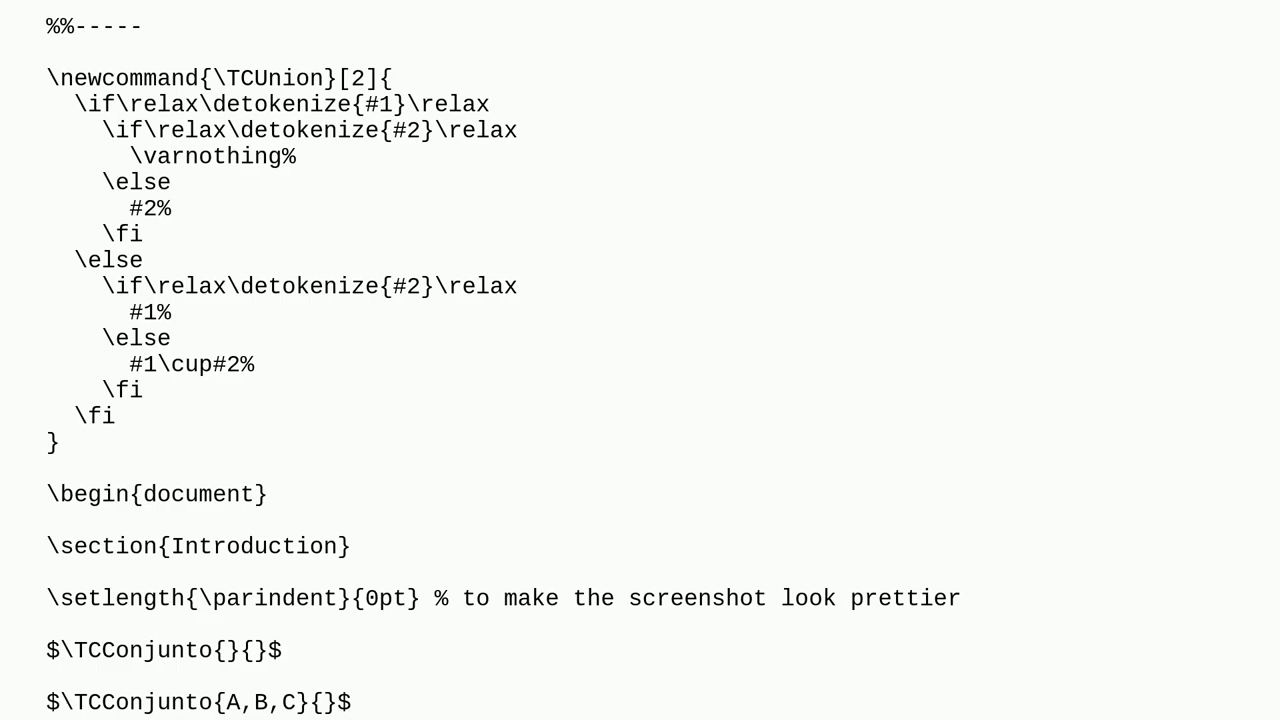 %%-----
\newcommand{\TCUnion}[2]{
  \if\relax\detokenize{#1}\relax
    \if\relax\detokenize{#2}\relax
      \varnothing%
    \else
      #2%
    \fi
  \else
    \if\relax\detokenize{#2}\relax
      #1%
    \else
      #1\cup#2%
    \fi
  \fi
}
\begin{document}
\section{Introduction}
\setlength{\parindent}{0pt} % to make the screenshot look prettier
$\TCConjunto{}{}$
$\TCConjunto{A,B,C}{}$